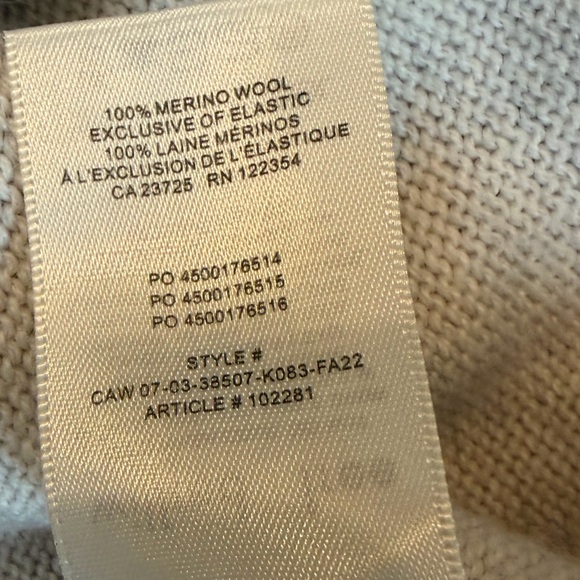 100% MERINO WOOL
EXCLUSIVE OF ELASTIC
100% LAINE MERINOS
À L'EXCLUSION DE L'ÉLASTIQUE
CA 23725 RN 122354
PO 4500176514
PO 4500176515
PO 4500176516
STYLE #
CAW 07-03-38507-K083-FA22
ARTICLE # 102281